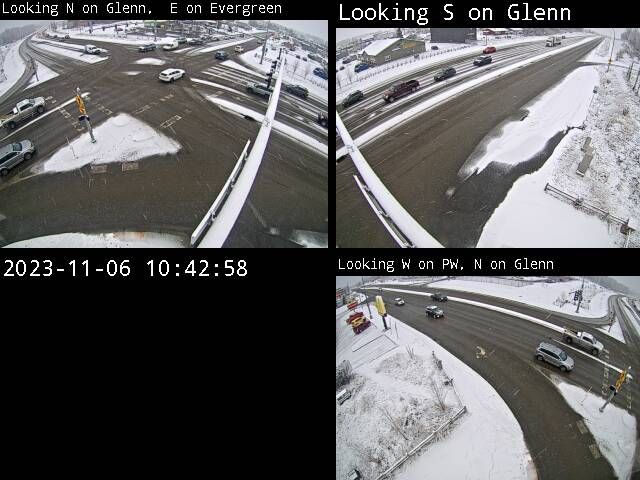 Looking N on Glenn,  E on Evergreen
Looking S on Glenn
2023-11-06 10:42:58
Looking W on PW, N on Glenn